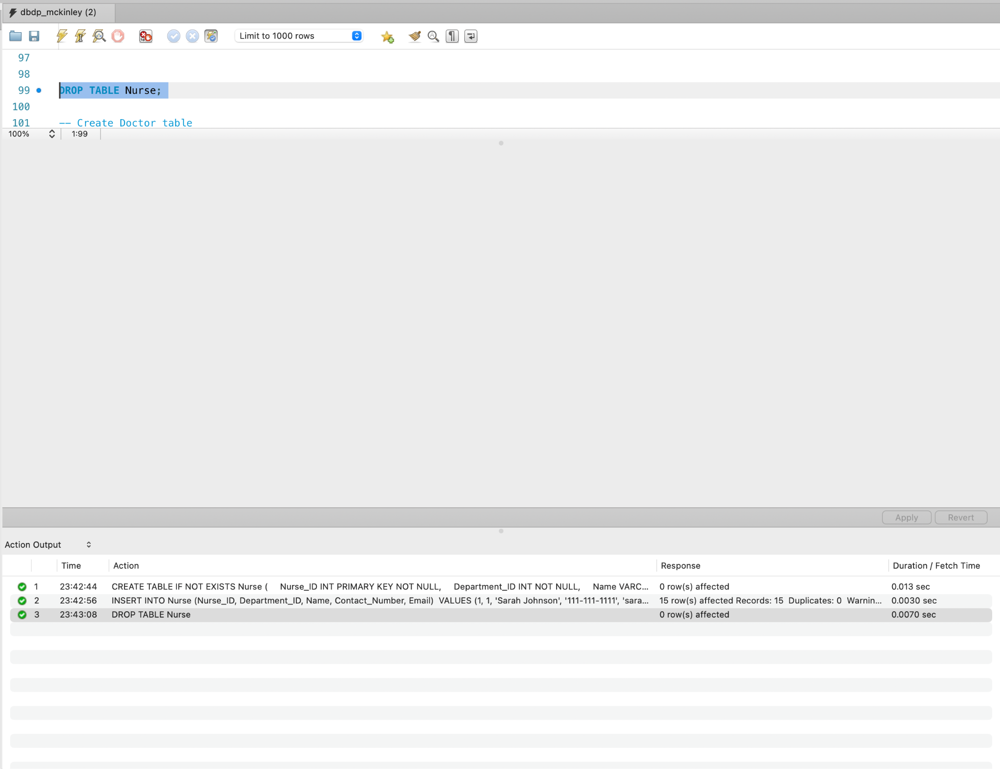 dbdp_mckinley (2)
Limit to 1000 rows
97
98
99 DROP TABLE Nurse;
100
101 -- Create Doctor table
100% 1:99
Apply Revert
Action Output
Time Action Response Duration / Fetch Time
1 23:42:44 CREATE TABLE IF NOT EXISTS Nurse ( Nurse_ID INT PRIMARY KEY NOT NULL, Department_ID INT NOT NULL, Name VARC... 0 row(s) affected 0.013 sec
2 23:42:56 INSERT INTO Nurse (Nurse_ID, Department_ID, Name, Contact_Number, Email) VALUES (1, 1, 'Sarah Johnson', '111-111-1111', 'sara... 15 row(s) affected Records: 15 Duplicates: 0 Warnin... 0.0030 sec
3 23:43:08 DROP TABLE Nurse 0 row(s) affected 0.0070 sec